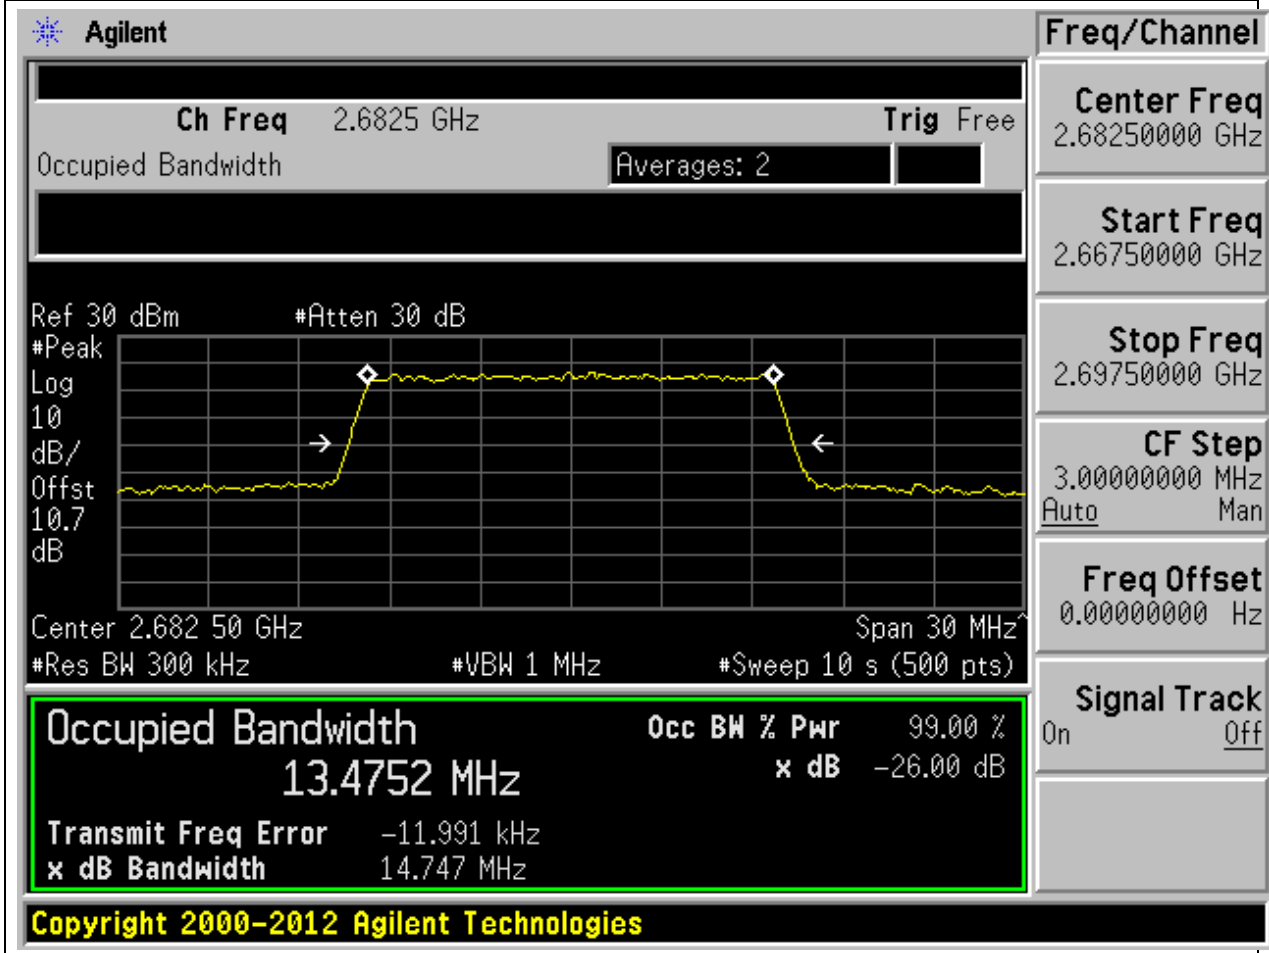 Agilent
Freq/Channel
Ch Freq 2.6825 GHz Trig Free
Occupied Bandwidth Averages: 2
Center Freq
2.68250000 GHz
Start Freq
2.66750000 GHz
Stop Freq
2.69750000 GHz
CF Step
3.00000000 MHz
Auto Man
Freq Offset
0.00000000 Hz
Signal Track
On Off
Ref 30 dBm #Atten 30 dB
#Peak
Log
10
dB/
Offst
10.7
dB
Center 2.682 50 GHz Span 30 MHz^
#Res BW 300 kHz #VBW 1 MHz #Sweep 10 s (500 pts)
Occupied Bandwidth Occ BW % Pwr 99.00 %
13.4752 MHz x dB -26.00 dB
Transmit Freq Error -11.991 kHz
x dB Bandwidth 14.747 MHz
Copyright 2000-2012 Agilent Technologies